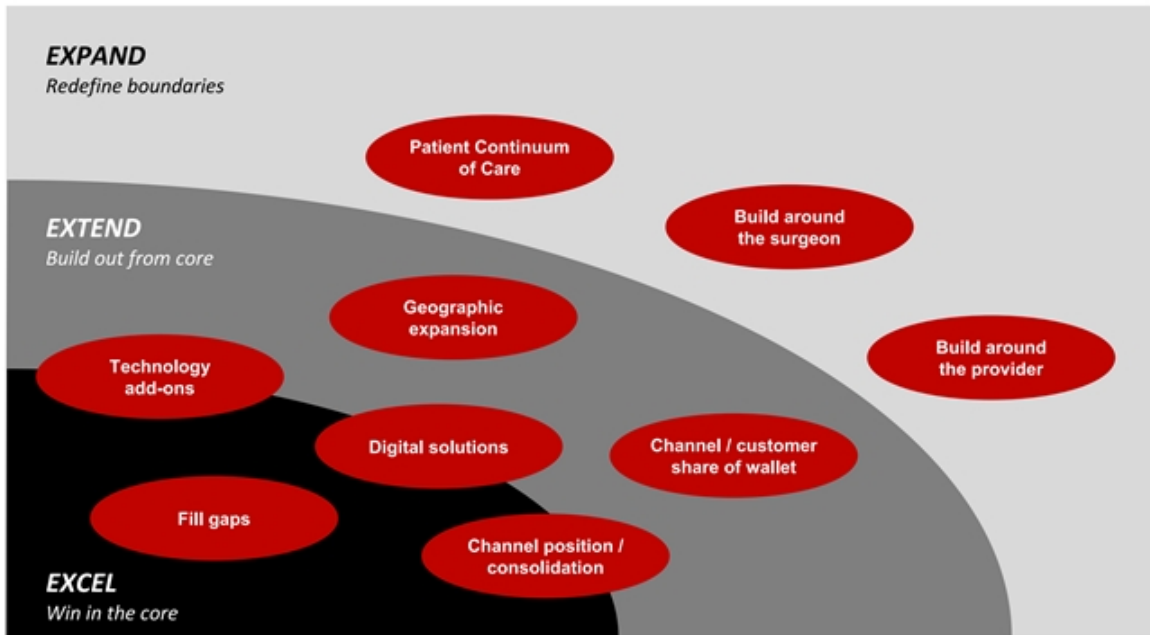 EXPAND
Redefine boundaries
Patient Continuum
of Care
Build around
the surgeon
EXTEND
Build out from core
Geographic
expansion
Build around
the provider
Technology
add-ons
Digital solutions
Channel / customer
share of wallet
Fill gaps
Channel position /
consolidation
EXCEL
Win in the core